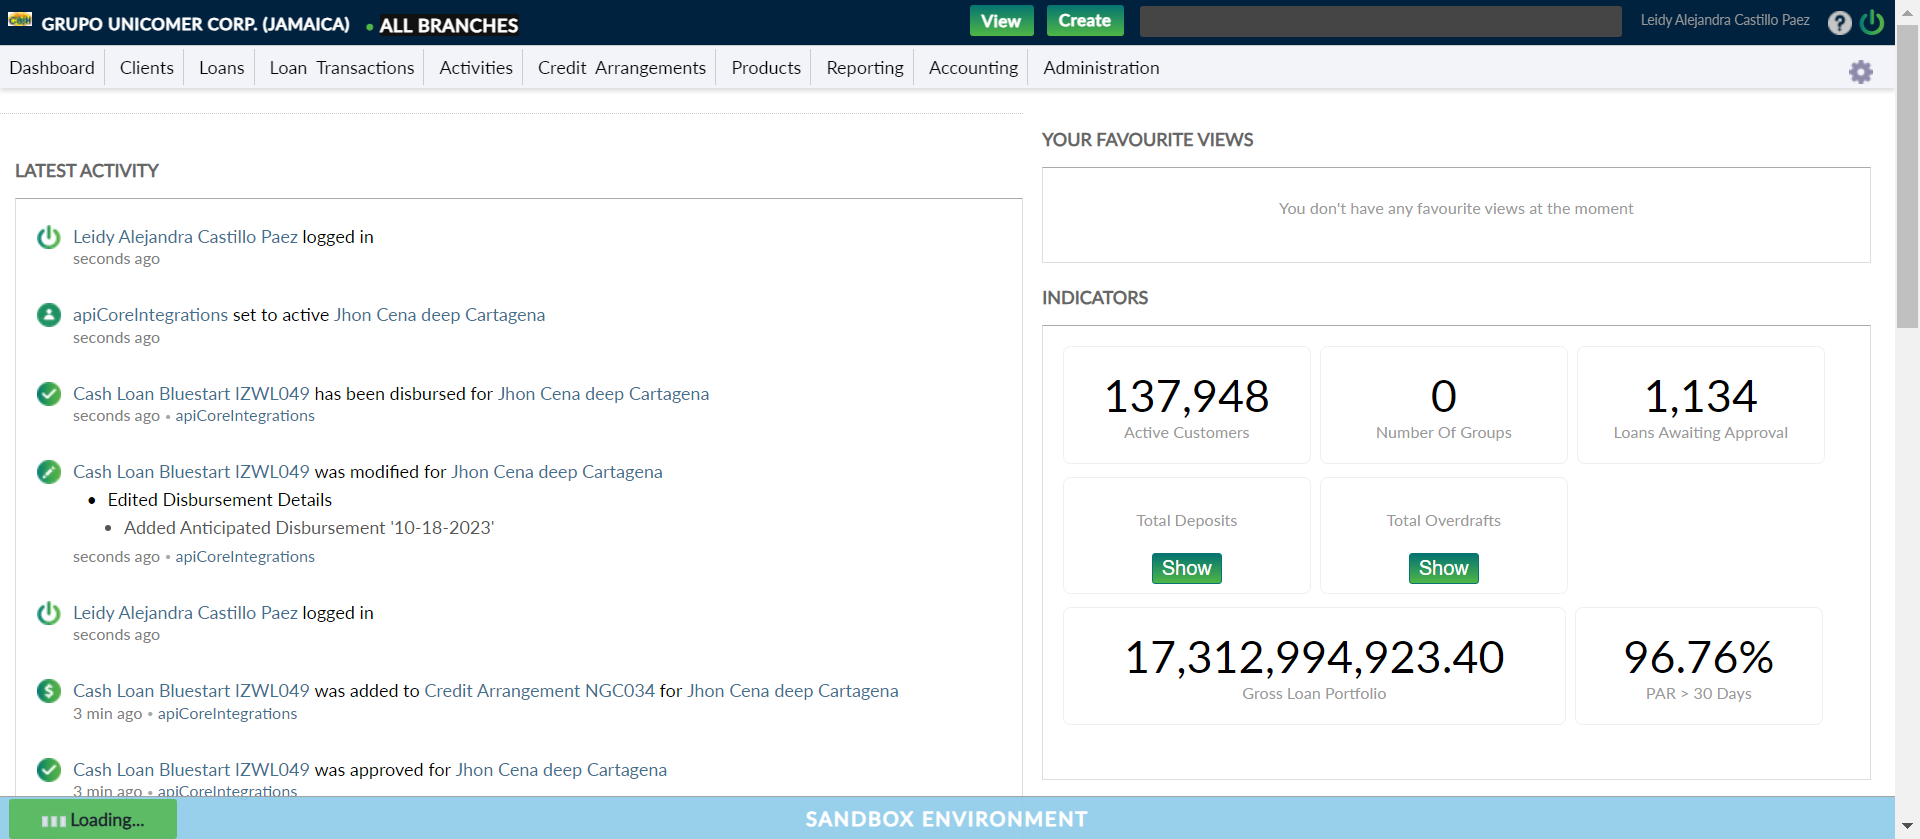 Cash
GRUPO UNICOMER CORP. (JAMAICA) • ALL BRANCHES
View
Create
Leidy Alejandra Castillo Paez
?
Dashboard
Clients
Loans
Loan Transactions
Activities
Credit Arrangements
Products
Reporting
Accounting
Administration
LATEST ACTIVITY
Leidy Alejandra Castillo Paez logged in
seconds ago
apiCoreIntegrations set to active Jhon Cena deep Cartagena
seconds ago
Cash Loan Bluestart IZWL049 has been disbursed for Jhon Cena deep Cartagena
seconds ago • apiCoreIntegrations
Cash Loan Bluestart IZWL049 was modified for Jhon Cena deep Cartagena
• Edited Disbursement Details
• Added Anticipated Disbursement '10-18-2023'
seconds ago • apiCoreIntegrations
Leidy Alejandra Castillo Paez logged in
seconds ago
Cash Loan Bluestart IZWL049 was added to Credit Arrangement NGC034 for Jhon Cena deep Cartagena
3 min ago • apiCoreIntegrations
Cash Loan Bluestart IZWL049 was approved for Jhon Cena deep Cartagena
3 min ago • apiCoreIntegrations
YOUR FAVOURITE VIEWS
You don't have any favourite views at the moment
INDICATORS
137,948
Active Customers
0
Number Of Groups
1,134
Loans Awaiting Approval
Total Deposits
Show
Total Overdrafts
Show
17,312,994,923.40
Gross Loan Portfolio
96.76%
PAR > 30 Days
Loading...
SANDBOX ENVIRONMENT